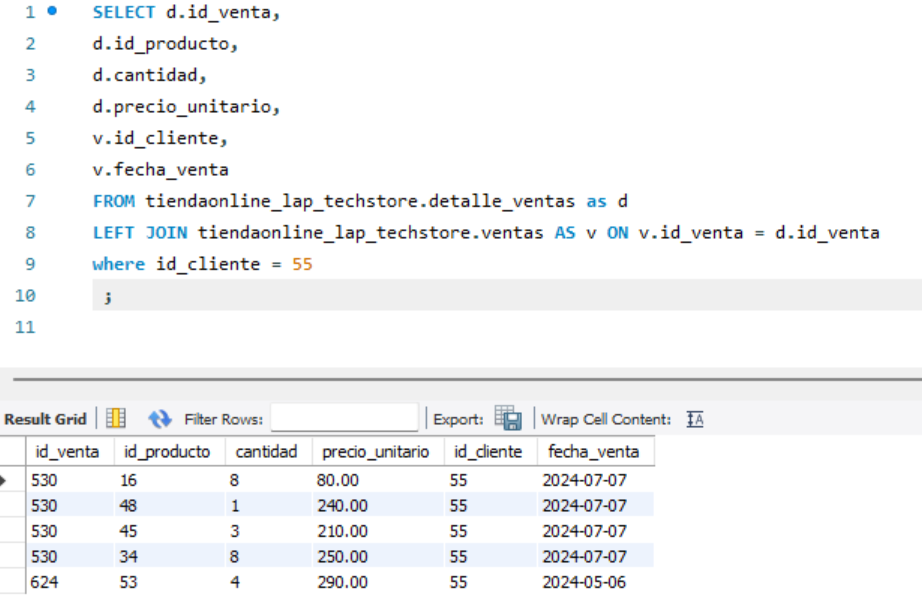 1 SELECT d.id_venta,
2 d.id_producto,
3 d.cantidad,
4 d.precio_unitario,
5 v.id_cliente,
6 v.fecha_venta
7 FROM tiendaonline_lap_techstore.detalle_ventas as d
8 LEFT JOIN tiendaonline_lap_techstore.ventas AS v ON v.id_venta = d.id_venta
9 where id_cliente = 55
10 ;
11
Result Grid Filter Rows: Export: Wrap Cell Content: IA
id_venta id_producto cantidad precio_unitario id_cliente fecha_venta
530 16 8 80.00 55 2024-07-07
530 48 1 240.00 55 2024-07-07
530 45 3 210.00 55 2024-07-07
530 34 8 250.00 55 2024-07-07
624 53 4 290.00 55 2024-05-06